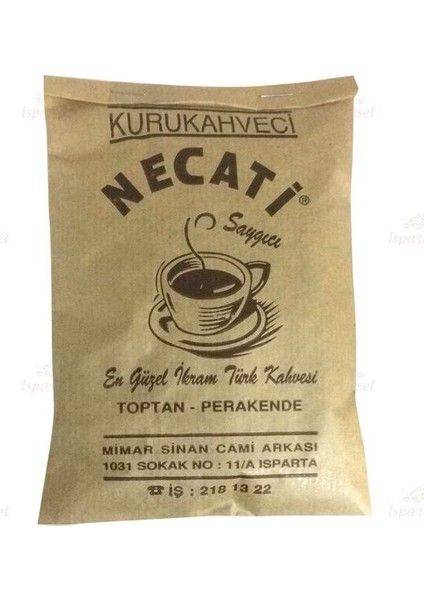 KURUKAHVECİ
NECATİ®
Saygıcı
En Güzel İkram Türk Kahvesi
TOPTAN - PERAKENDE
MİMAR SİNAN CAMİ ARKASI
1031 SOKAK NO : 11/A ISPARTA
☎ İŞ : 218 13 22